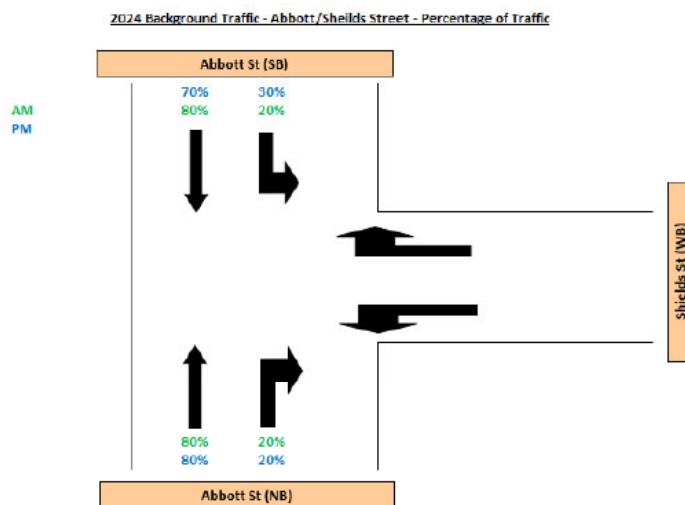 2024 Background Traffic - Abbott/Sheilds Street - Percentage of Traffic
Abbott St (SB)
70% 30%
AM 80% 20%
PM
Shields St (WB)
80% 20%
80% 20%
Abbott St (NB)